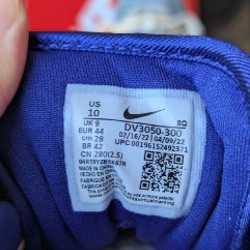 US
10
UK 9
EUR 44
cm 28
BR 42
CN 280(2.5)
SQ
DV3050-300
02/16/22 04/09/22
UPC 00196152492371